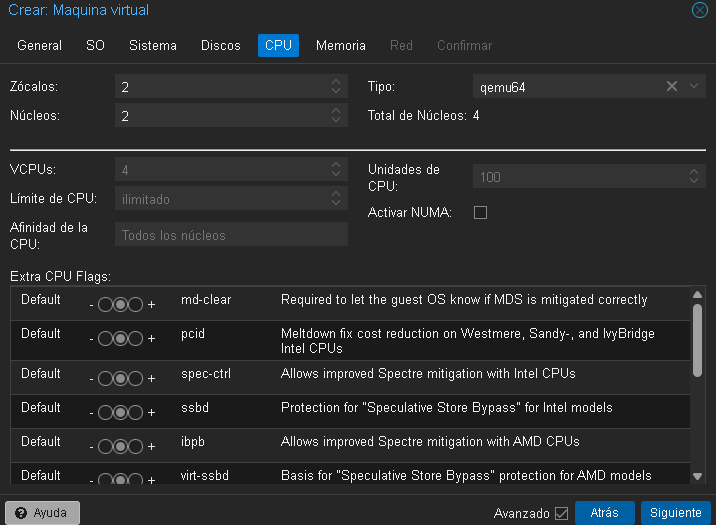 Crear: Maquina virtual
General SO Sistema Discos CPU Memoria Red Confirmar
Zócalos: 2 Tipo: qemu64
Núcleos: 2 Total de Núcleos: 4
VCPUs: 4 Unidades de CPU: 100
Límite de CPU: ilimitado Activar NUMA:
Afinidad de la CPU: Todos los núcleos
Extra CPU Flags:
Default - + md-clear Required to let the guest OS know if MDS is mitigated correctly
Default - + pcid Meltdown fix cost reduction on Westmere, Sandy-, and IvyBridge
Intel CPUs
Default - + spec-ctrl Allows improved Spectre mitigation with Intel CPUs
Default - + ssbd Protection for "Speculative Store Bypass" for Intel models
Default - + ibpb Allows improved Spectre mitigation with AMD CPUs
Default - + virt-ssbd Basis for "Speculative Store Bypass" protection for AMD models
Ayuda Avanzado Atrás Siguiente